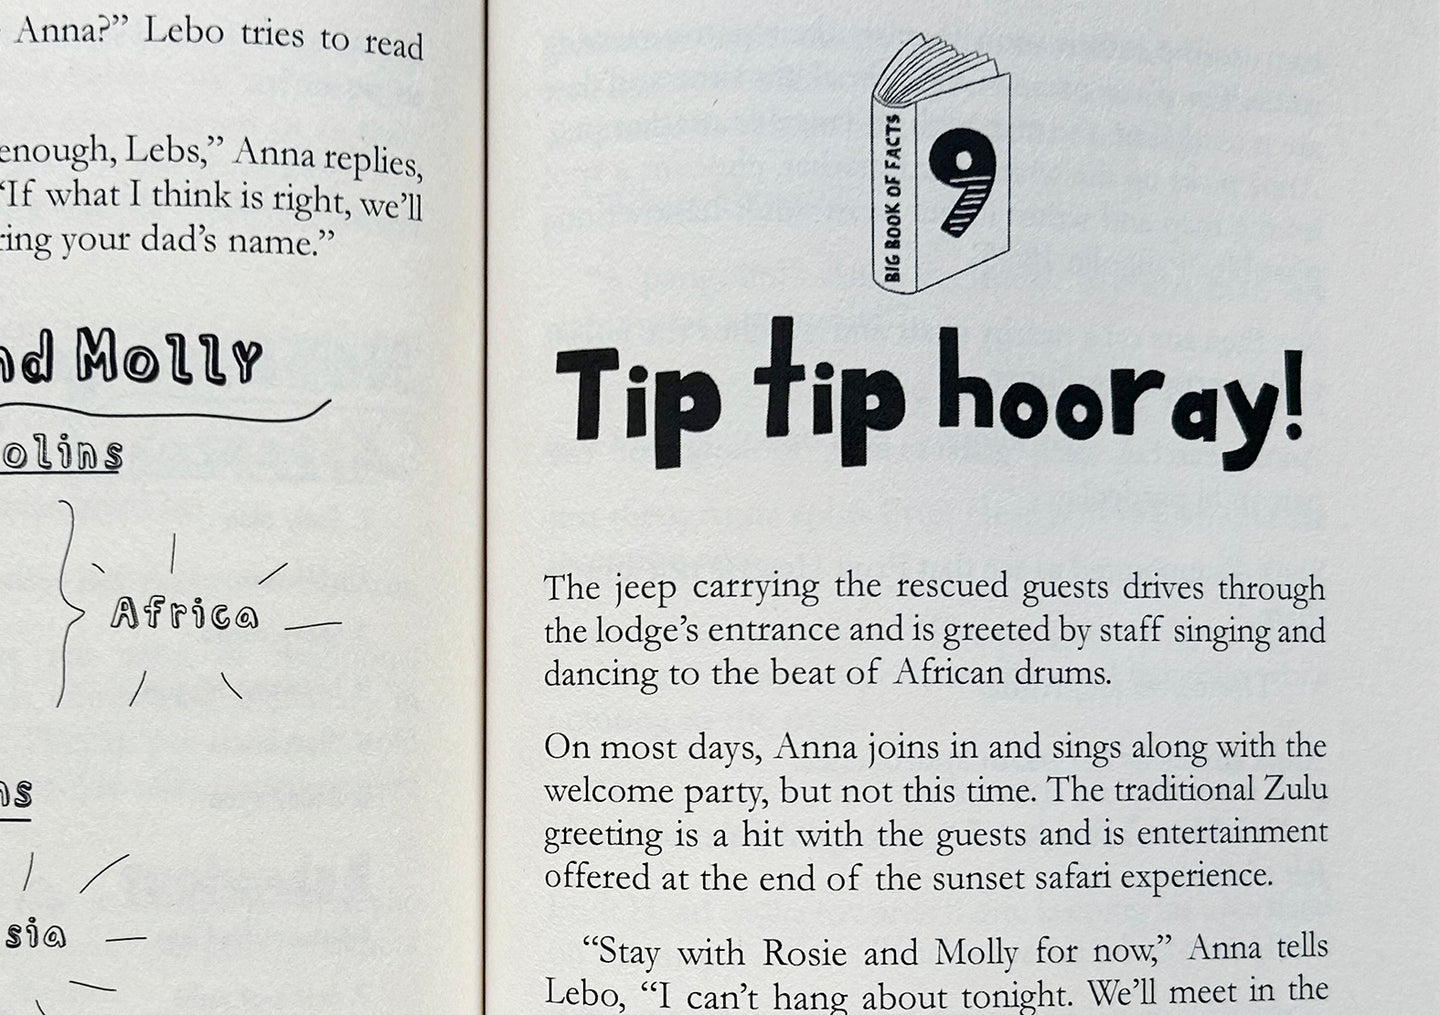 Anna?” Lebo tries to read
enough, Lebs,” Anna replies,
“If what I think is right, we’ll
ring your dad’s name.”
nd Molly
olins
Africa
ns
sia
BIG BOOK OF FACTS
9
Tip tip hooray!
The jeep carrying the rescued guests drives through
the lodge’s entrance and is greeted by staff singing and
dancing to the beat of African drums.
On most days, Anna joins in and sings along with the
welcome party, but not this time. The traditional Zulu
greeting is a hit with the guests and is entertainment
offered at the end of the sunset safari experience.
“Stay with Rosie and Molly for now,” Anna tells
Lebo, “I can’t hang about tonight. We’ll meet in the